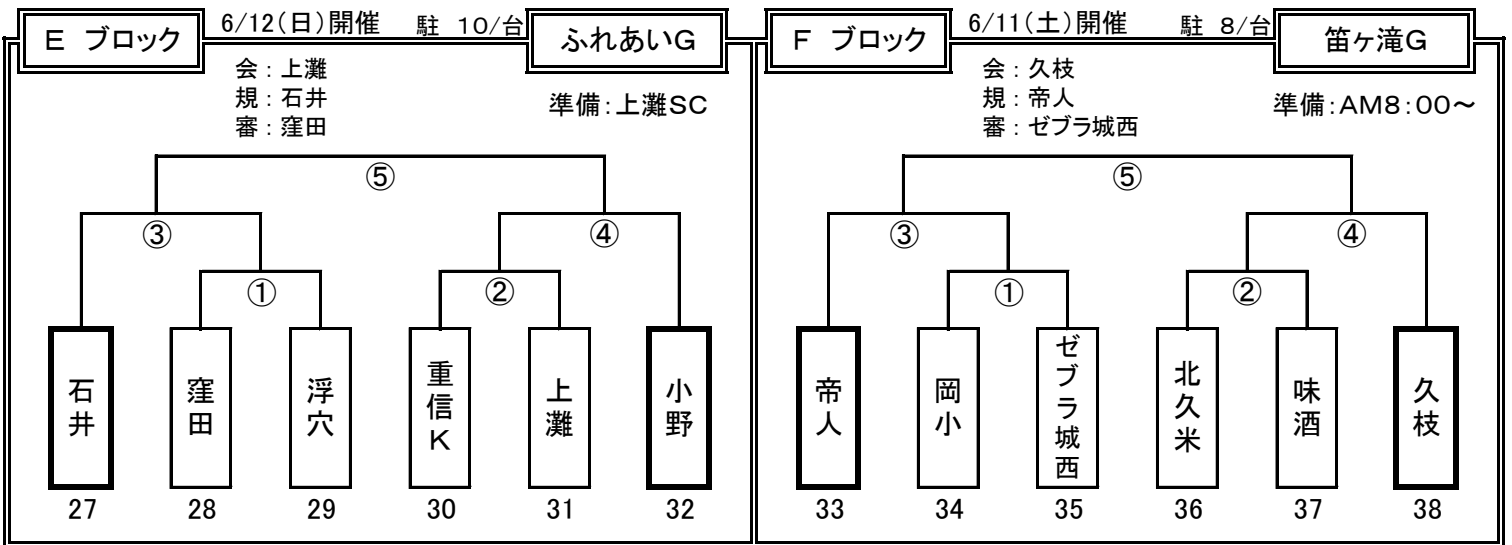 E ブロック
6/12(日)開催 駐 10/台
ふれあいG
会：上灘
規：石井
審：窪田
準備：上灘SC
⑤
③
④
①
②
石井
窪田
浮穴
重信K
上灘
小野
27 28 29 30 31 32
F ブロック
6/11(土)開催 駐 8/台
笛ヶ滝G
会：久枝
規：帝人
審：ゼブラ城西
準備：AM8：00～
⑤
③
④
①
②
帝人
岡小
ゼブラ城西
北久米
味酒
久枝
33 34 35 36 37 38